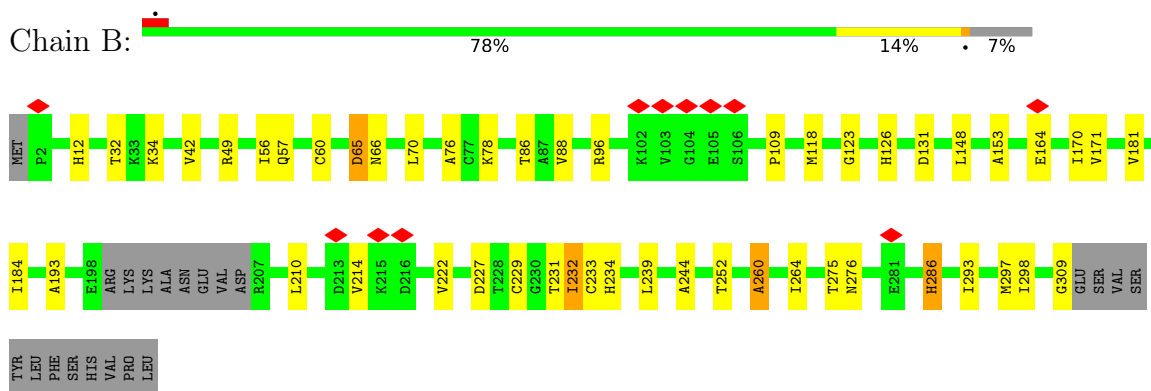 Chain B:
78% 14% • 7%
MET P2 H12 T32 K33 K34 V42 R49 I56 Q57 C60 D65 N66 L70 A76 C77 K78 T86 A87 V88 R96 K102 V103 G104 E105 S106 P109 M118 G123 H126 D131 L148 A153 E164 I170 V171 V181
I184 A193 E198 ARG LYS LYS ALA ASN GLU VAL ASP R207 L210 D213 V214 K215 D216 V222 D227 T228 C229 G230 T231 I232 C233 H234 L239 A244 T252 A260 I264 T275 N276 E281 H286 I293 M297 I298 G309 GLU SER VAL SER
TYR LEU PHE SER HIS VAL PRO LEU